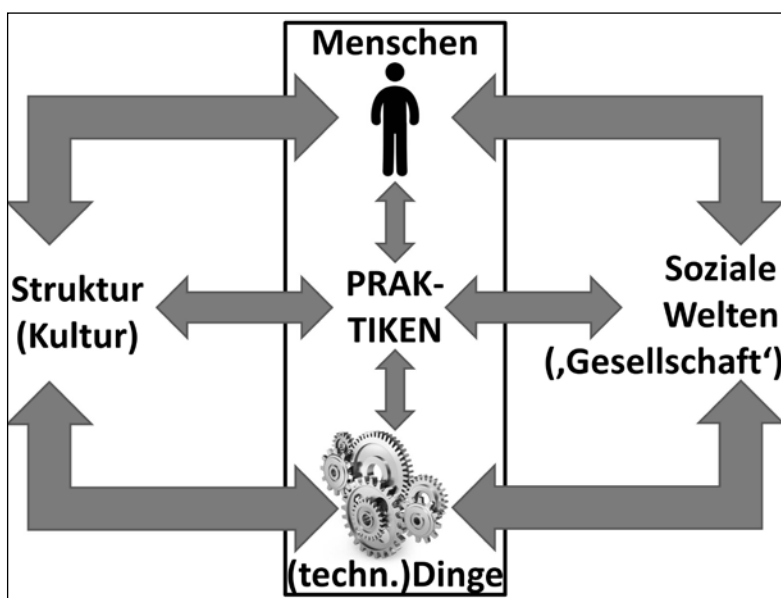 Menschen
Struktur
(Kultur)
PRAK-
TIKEN
Soziale
Welten
(‚Gesellschaft‘)
(techn.)Dinge